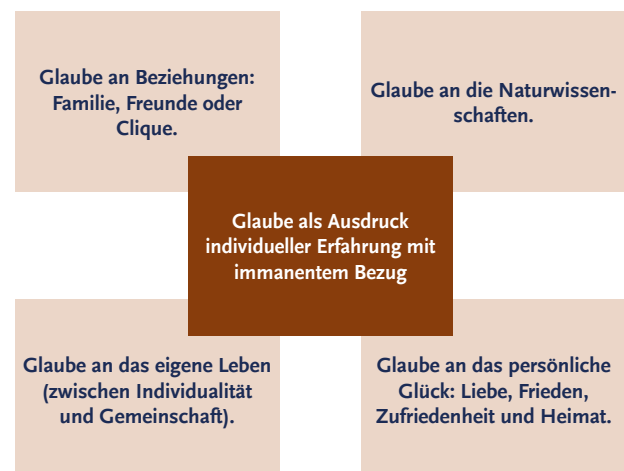 Glaube an Beziehungen:
Familie, Freunde oder
Clique.
Glaube an die Naturwissen-
schaften.
Glaube als Ausdruck
individueller Erfahrung mit
immanentem Bezug
Glaube an das eigene Leben
(zwischen Individualität
und Gemeinschaft).
Glaube an das persönliche
Glück: Liebe, Frieden,
Zufriedenheit und Heimat.